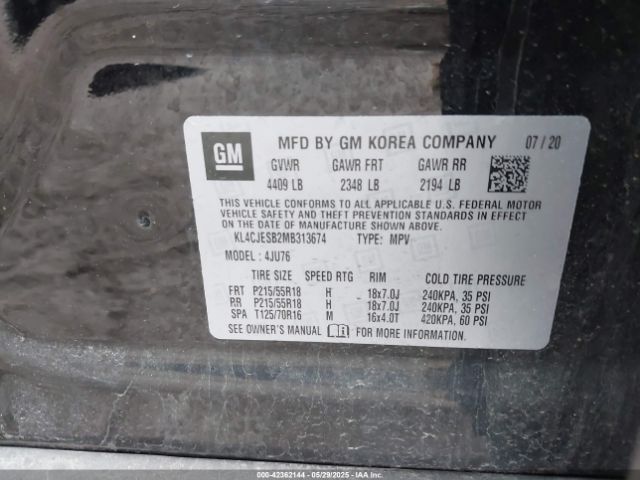 GM
MFD BY GM KOREA COMPANY 07 / 20
GVWR GAWR FRT GAWR RR
4409 LB 2348 LB 2194 LB
THIS VEHICLE CONFORMS TO ALL APPLICABLE U.S. FEDERAL MOTOR
VEHICLE SAFETY AND THEFT PREVENTION STANDARDS IN EFFECT ON THE
DATE OF MANUFACTURE SHOWN ABOVE.
KL4CJESB2MB313674 TYPE: MPV
MODEL : 4JU76
TIRE SIZE SPEED RTG RIM COLD TIRE PRESSURE
FRT P215/55R18 H 18x7.0J 240KPA, 35 PSI
RR P215/55R18 H 18x7.0J 240KPA, 35 PSI
SPA T125/70R16 M 16x4.0T 420KPA, 60 PSI
SEE OWNER'S MANUAL FOR MORE INFORMATION.
000-42362144 - 05/29/2025 - IAAI.COM